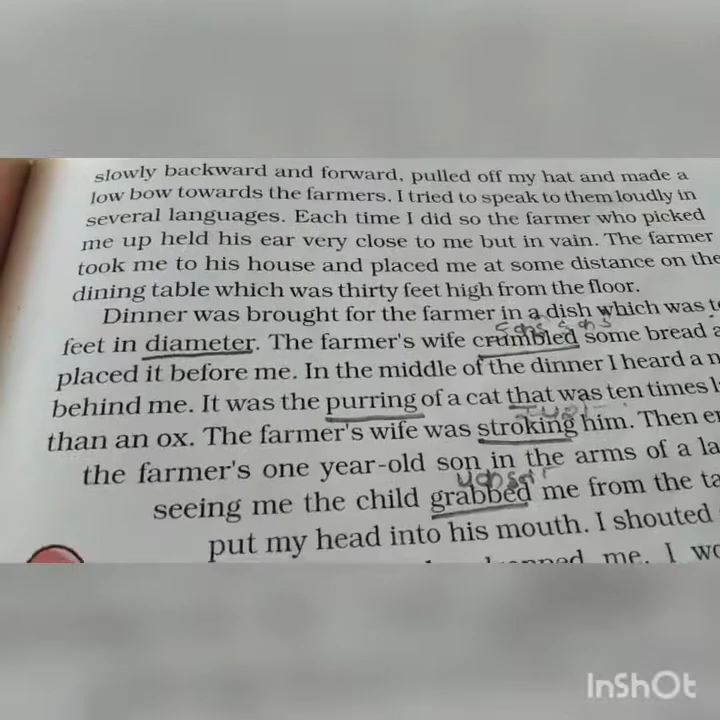 slowly backward and forward, pulled off my hat and made a
low bow towards the farmers. I tried to speak to them loudly in
several languages. Each time I did so the farmer who picked
me up held his ear very close to me but in vain. The farmer
took me to his house and placed me at some distance on the
dining table which was thirty feet high from the floor.
Dinner was brought for the farmer in a dish which was
feet in diameter. The farmer's wife crumbled some bread
placed it before me. In the middle of the dinner I heard a
behind me. It was the purring of a cat that was ten times
than an ox. The farmer's wife was stroking him. Then
the farmer's one year-old son in the arms of a
seeing me the child grabbed me from the
put my head into his mouth. I shouted
me. I
InShOt